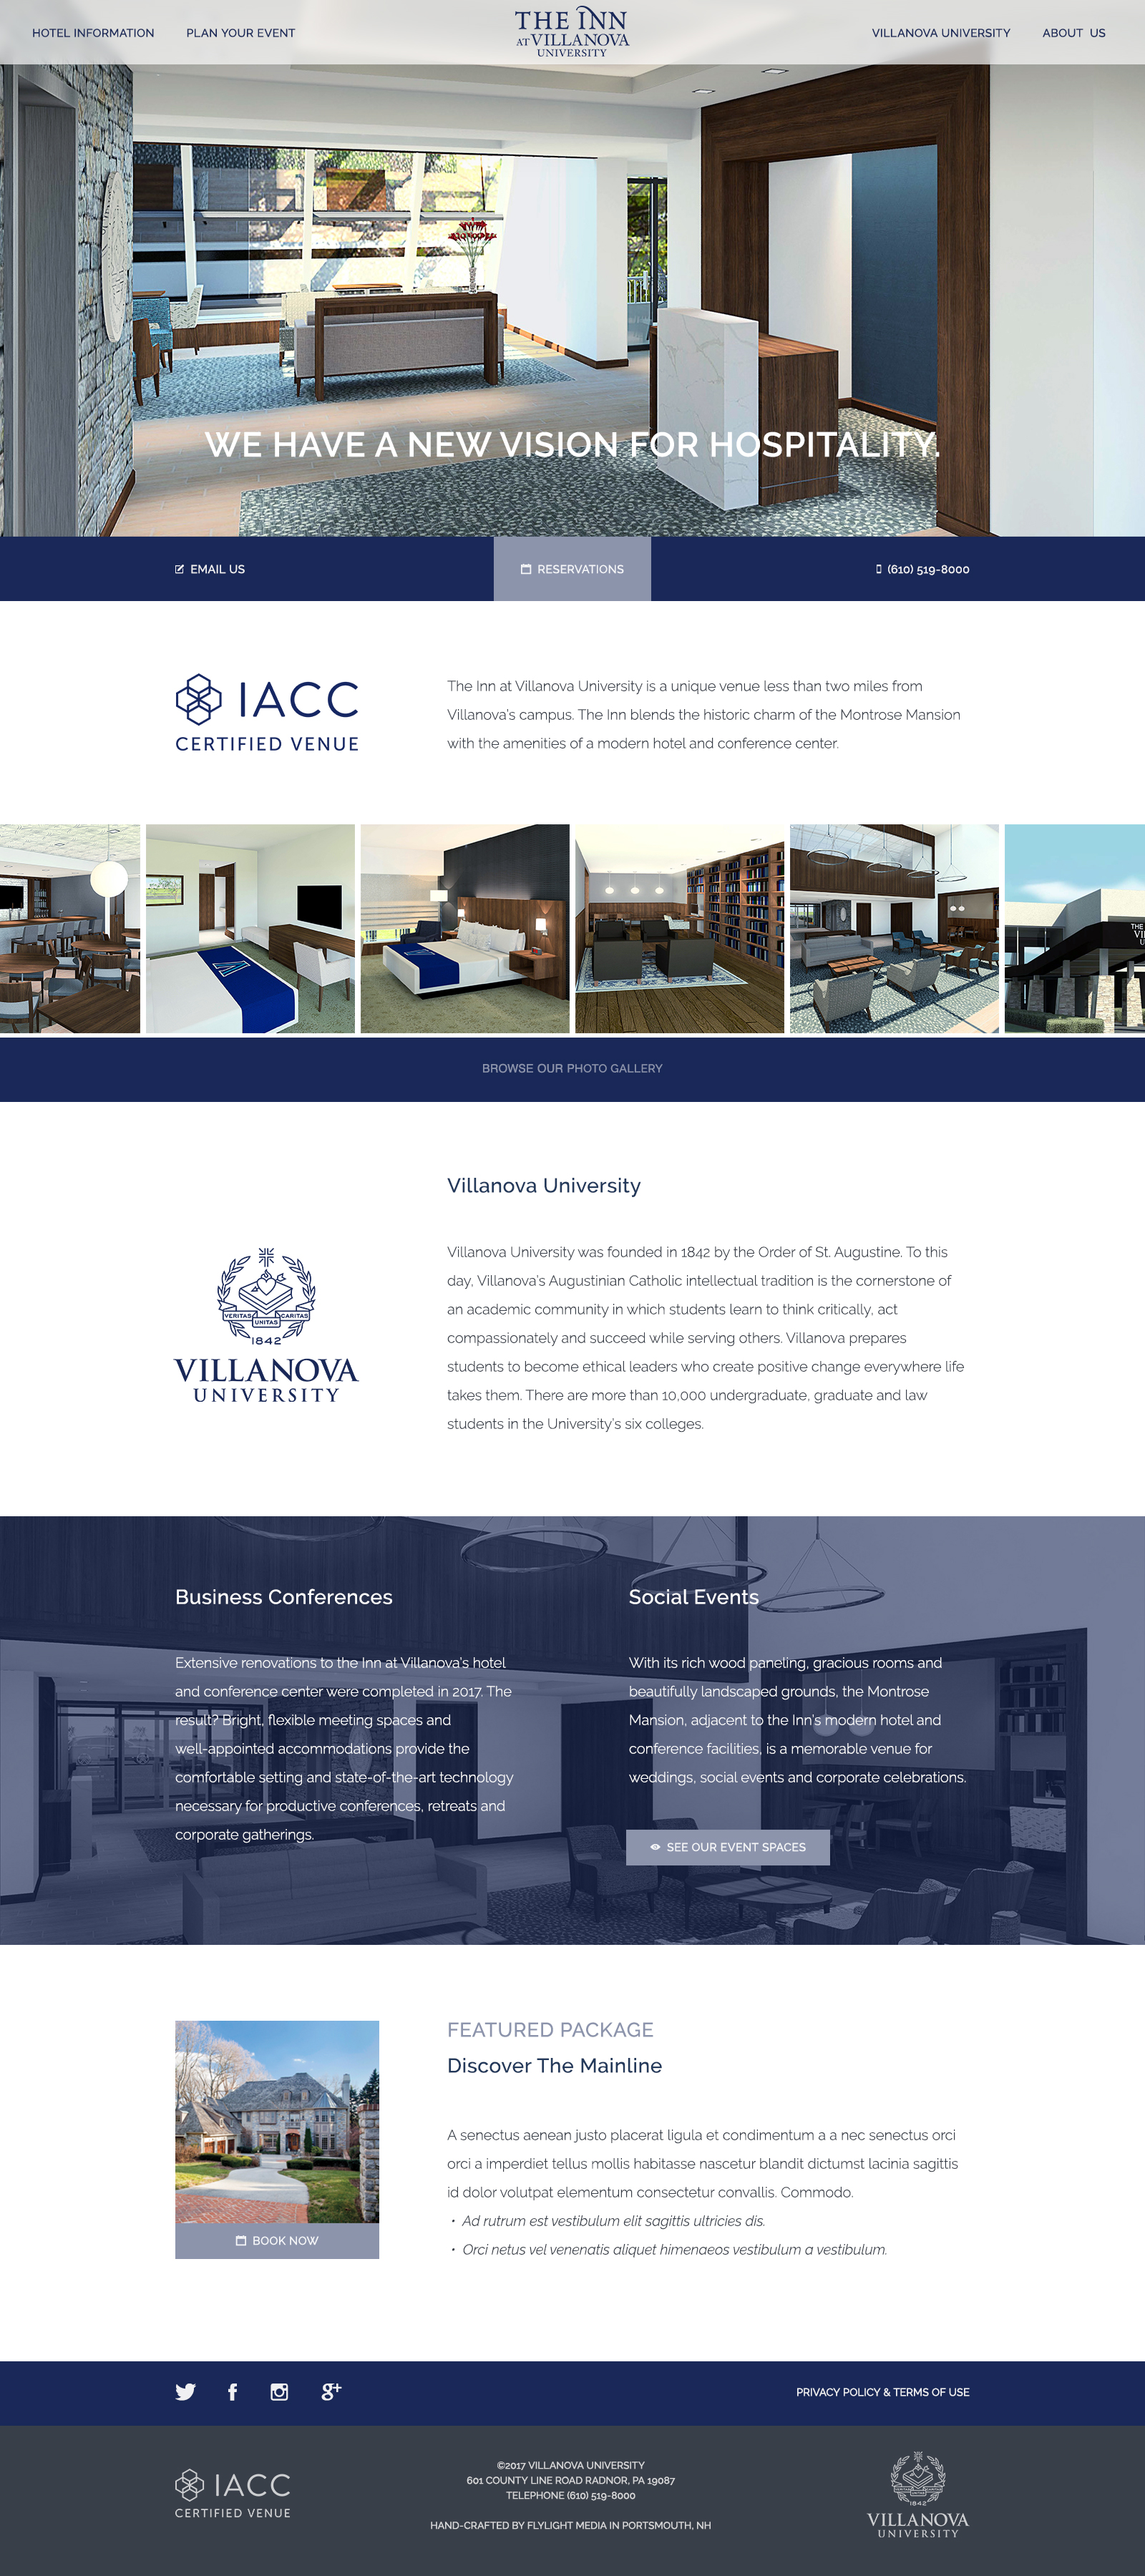 HOTEL INFORMATION
PLAN YOUR EVENT
THE INN
AT VILLANOVA
UNIVERSITY
VILLANOVA UNIVERSITY
ABOUT US
WE HAVE A NEW VISION FOR HOSPITALITY.
EMAIL US
RESERVATIONS
(610) 519-8000
IACC
CERTIFIED VENUE
The Inn at Villanova University is a unique venue less than two miles from
Villanova's campus. The Inn blends the historic charm of the Montrose Mansion
with the amenities of a modern hotel and conference center.
BROWSE OUR PHOTO GALLERY
Villanova University
VERITAS
UNITAS
CARITAS
1842
VILLANOVA
UNIVERSITY
Villanova University was founded in 1842 by the Order of St. Augustine. To this
day, Villanova's Augustinian Catholic intellectual tradition is the cornerstone of
an academic community in which students learn to think critically, act
compassionately and succeed while serving others. Villanova prepares
students to become ethical leaders who create positive change everywhere life
takes them. There are more than 10,000 undergraduate, graduate and law
students in the University's six colleges.
Business Conferences
Extensive renovations to the Inn at Villanova's hotel
and conference center were completed in 2017. The
result? Bright, flexible meeting spaces and
well-appointed accommodations provide the
comfortable setting and state-of-the-art technology
necessary for productive conferences, retreats and
corporate gatherings.
Social Events
With its rich wood paneling, gracious rooms and
beautifully landscaped grounds, the Montrose
Mansion, adjacent to the Inn's modern hotel and
conference facilities, is a memorable venue for
weddings, social events and corporate celebrations.
SEE OUR EVENT SPACES
BOOK NOW
FEATURED PACKAGE
Discover The Mainline
A senectus aenean justo placerat ligula et condimentum a a nec senectus orci
orci a imperdiet tellus mollis habitasse nascetur blandit dictumst lacinia sagittis
id dolor volutpat elementum consectetur convallis. Commodo.
• Ad rutrum est vestibulum elit sagittis ultricies dis.
• Orci netus vel venenatis aliquet himenaeos vestibulum a vestibulum.
PRIVACY POLICY & TERMS OF USE
IACC
CERTIFIED VENUE
©2017 VILLANOVA UNIVERSITY
601 COUNTY LINE ROAD RADNOR, PA 19087
TELEPHONE (610) 519-8000
HAND-CRAFTED BY FLYLIGHT MEDIA IN PORTSMOUTH, NH
1842
VILLANOVA
UNIVERSITY